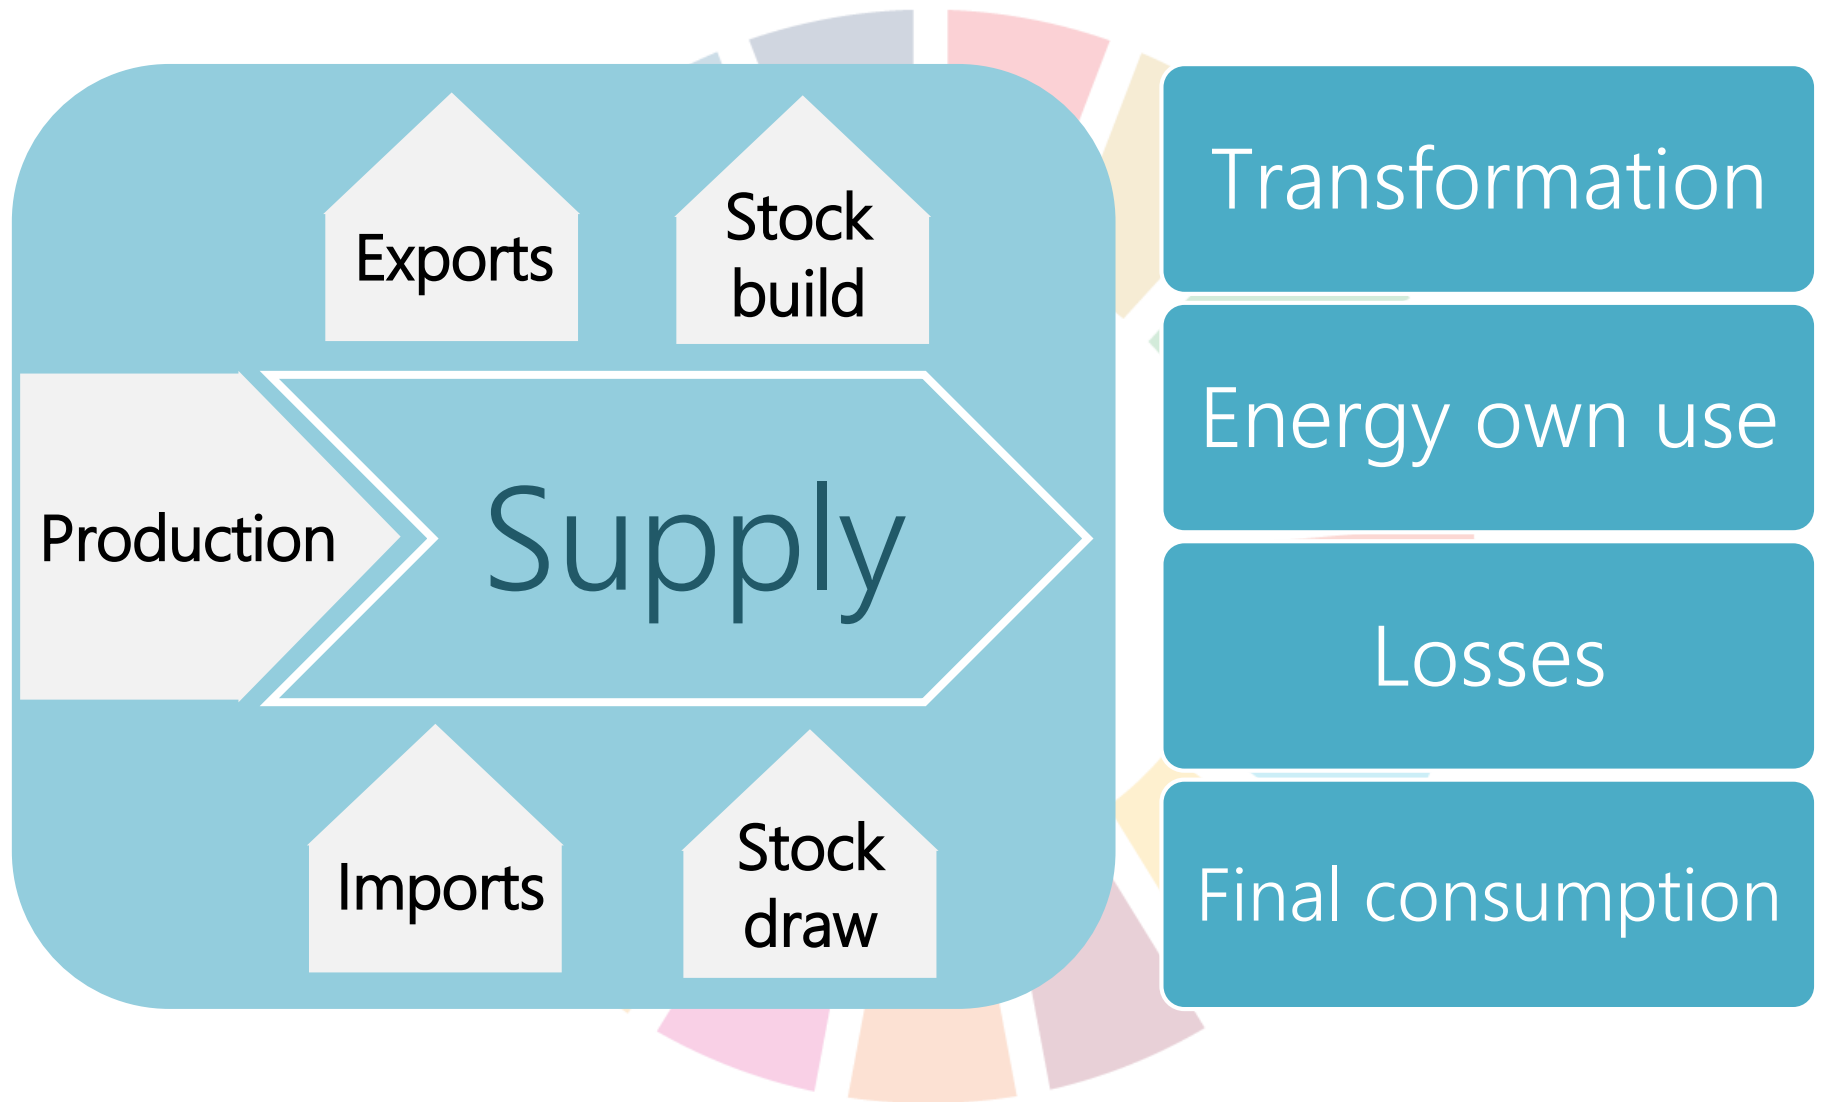 Exports
Stock
build
Production
Supply
Imports
Stock
draw
Transformation
Energy own use
Losses
Final consumption